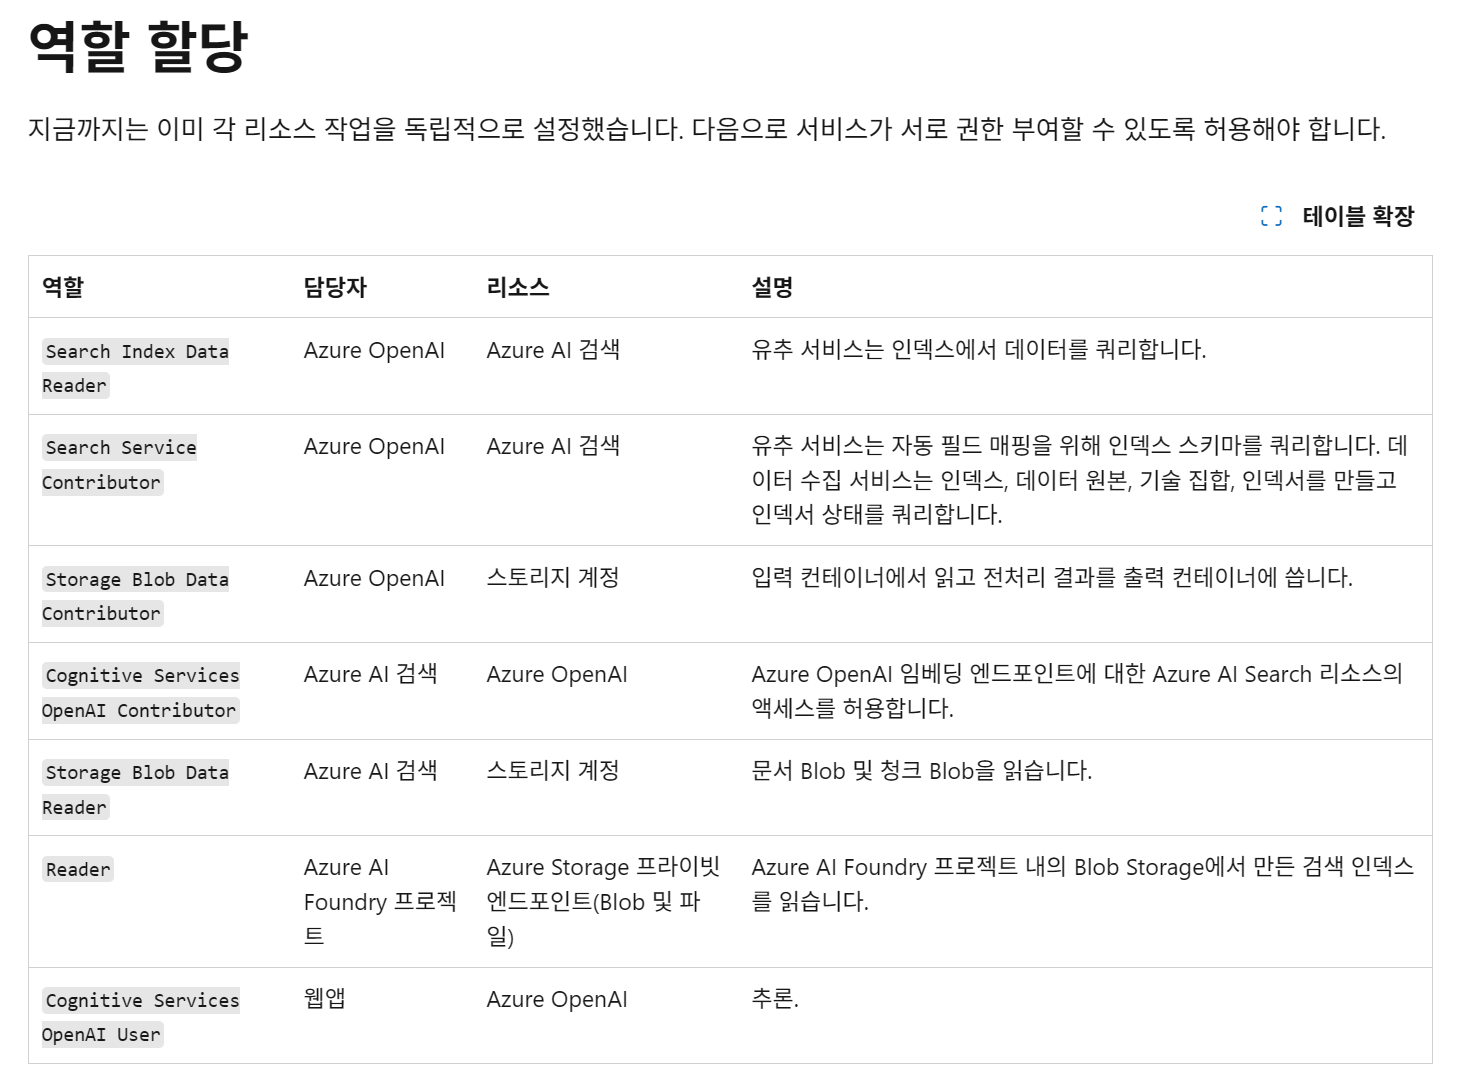 역할 할당
지금까지는 이미 각 리소스 작업을 독립적으로 설정했습니다. 다음으로 서비스가 서로 권한 부여할 수 있도록 허용해야 합니다.
테이블 확장
역할 담당자 리소스 설명
Search Index Data Azure OpenAI Azure AI 검색 유추 서비스는 인덱스에서 데이터를 쿼리합니다.
Reader
Search Service Azure OpenAI Azure AI 검색 유추 서비스는 자동 필드 매핑을 위해 인덱스 스키마를 쿼리합니다. 데
Contributor 이터 수집 서비스는 인덱스, 데이터 원본, 기술 집합, 인덱서를 만들고
인덱서 상태를 쿼리합니다.
Storage Blob Data Azure OpenAI 스토리지 계정 입력 컨테이너에서 읽고 전처리 결과를 출력 컨테이너에 씁니다.
Contributor
Cognitive Services Azure AI 검색 Azure OpenAI Azure OpenAI 임베딩 엔드포인트에 대한 Azure AI Search 리소스의
OpenAI Contributor 액세스를 허용합니다.
Storage Blob Data Azure AI 검색 스토리지 계정 문서 Blob 및 청크 Blob을 읽습니다.
Reader
Reader Azure AI Azure Storage 프라이빗 Azure AI Foundry 프로젝트 내의 Blob Storage에서 만든 검색 인덱스
Foundry 프로젝 엔드포인트(Blob 및 파 를 읽습니다.
트 일)
Cognitive Services 웹앱 Azure OpenAI 추론.
OpenAI User